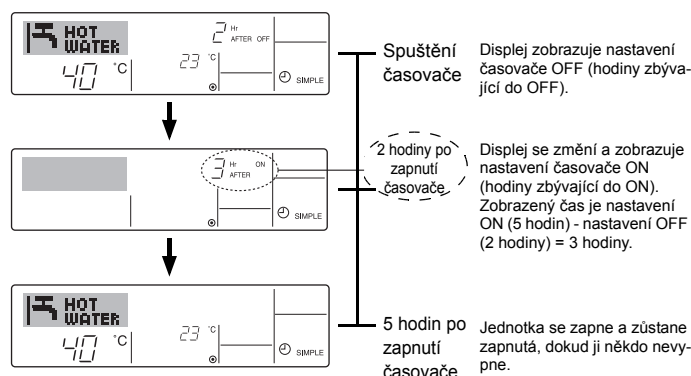 HOT
WATER
2 Hr
AFTER OFF
40 °C
23 °C
SIMPLE
Spuštění
časovače
Displej zobrazuje nastavení
časovače OFF (hodiny zbýva-
jící do OFF).
3 Hr ON
AFTER
SIMPLE
2 hodiny po
zapnutí
časovače
Displej se změní a zobrazuje
nastavení časovače ON
(hodiny zbývající do ON).
Zobrazený čas je nastavení
ON (5 hodin) - nastavení OFF
(2 hodiny) = 3 hodiny.
HOT
WATER
40 °C
23 °C
SIMPLE
5 hodin po
zapnutí
časovače
Jednotka se zapne a zůstane
zapnutá, dokud ji někdo nevy-
pne.